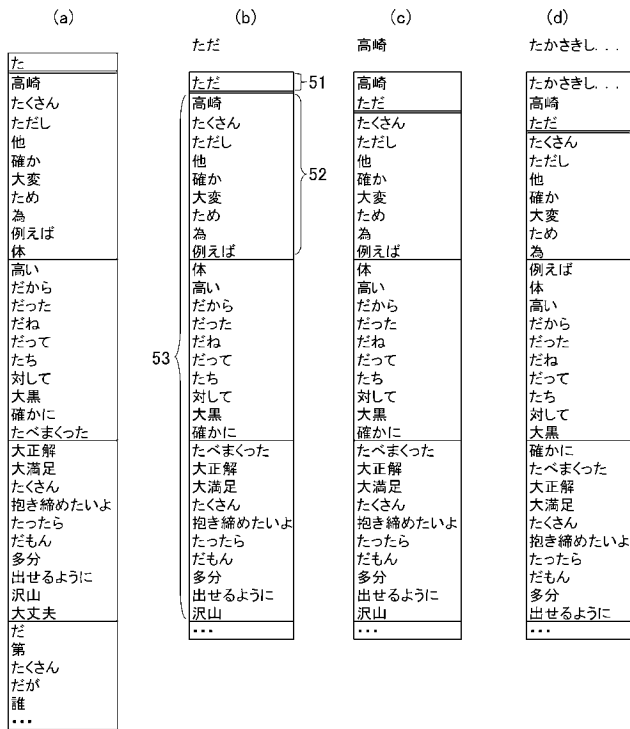 (a)
た
高崎
たくさん
ただし
他
確か
大変
ため
為
例えば
体
高い
だから
だった
だね
だって
たち
対して
大黒
確かに
たべまくった
大正解
大満足
たくさん
抱き締めたいよ
たったら
だもん
多分
出せるように
沢山
大丈夫
だ
第
たくさん
だが
誰
・・・
(b)
ただ
ただ
51
高崎
たくさん
ただし
他
確か
大変
ため
為
例えば
52
体
高い
だから
だった
だね
だって
たち
対して
大黒
確かに
たべまくった
大正解
大満足
たくさん
抱き締めたいよ
たったら
だもん
多分
出せるように
沢山
・・・
53
(c)
高崎
高崎
ただ
たくさん
ただし
他
確か
大変
ため
為
例えば
体
高い
だから
だった
だね
だって
たち
対して
大黒
確かに
たべまくった
大正解
大満足
たくさん
抱き締めたいよ
たったら
だもん
多分
出せるように
沢山
・・・
(d)
たかさきし...
たかさきし...
高崎
ただ
たくさん
ただし
他
確か
大変
ため
為
例えば
体
高い
だから
だった
だね
だって
たち
対して
大黒
確かに
たべまくった
大正解
大満足
たくさん
抱き締めたいよ
たったら
だもん
多分
出せるように
・・・